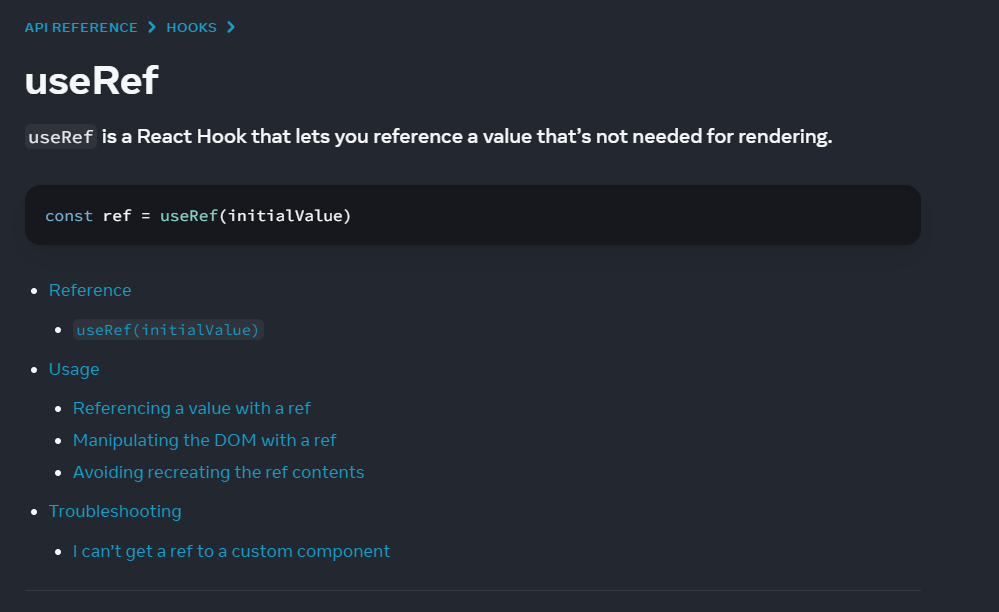 API REFERENCE > HOOKS >
useRef
useRef is a React Hook that lets you reference a value that’s not needed for rendering.
const ref = useRef(initialValue)
Reference
useRef(initialValue)
Usage
Referencing a value with a ref
Manipulating the DOM with a ref
Avoiding recreating the ref contents
Troubleshooting
I can’t get a ref to a custom component